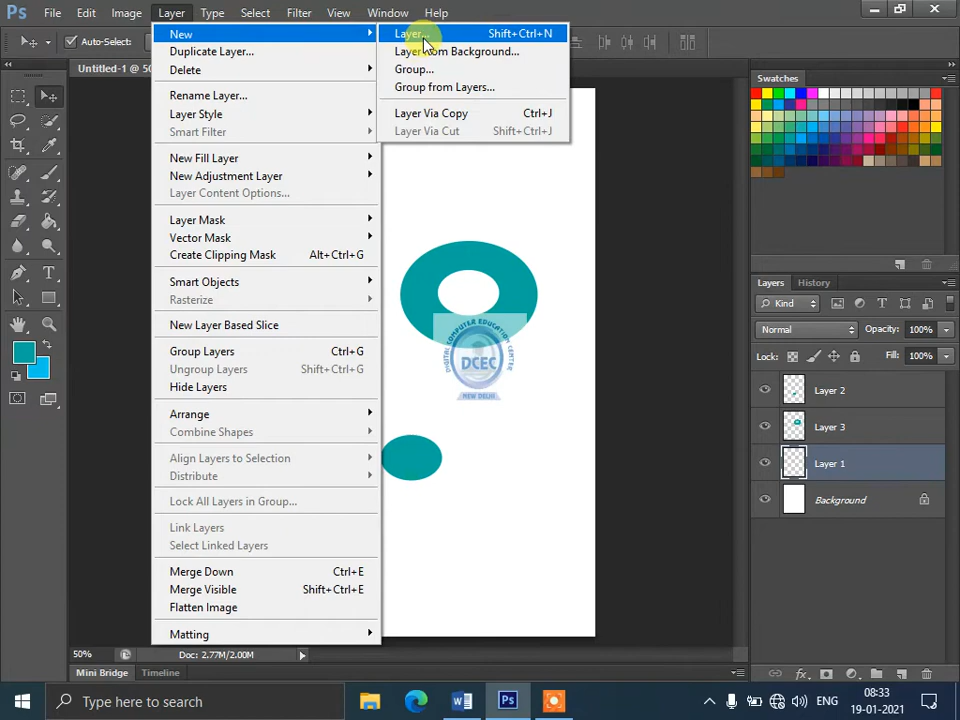 Ps File Edit Image Layer Type Select Filter View Window Help
Auto-Select:
Untitled-1 @ 50%
New
Duplicate Layer...
Delete
Rename Layer...
Layer Style
Smart Filter
New Fill Layer
New Adjustment Layer
Layer Content Options...
Layer Mask
Vector Mask
Create Clipping Mask Alt+Ctrl+G
Smart Objects
Rasterize
New Layer Based Slice
Group Layers Ctrl+G
Ungroup Layers Shift+Ctrl+G
Hide Layers
Arrange
Combine Shapes
Align Layers to Selection
Distribute
Lock All Layers in Group...
Link Layers
Select Linked Layers
Merge Down Ctrl+E
Merge Visible Shift+Ctrl+E
Flatten Image
Matting
Layer... Shift+Ctrl+N
Layer from Background...
Group...
Group from Layers...
Layer Via Copy Ctrl+J
Layer Via Cut Shift+Ctrl+J
DIGITAL COMPUTER EDUCATION CENTRE
DCEC
NEW DELHI
Swatches
Layers History
Kind
Normal Opacity: 100%
Lock: Fill: 100%
Layer 2
Layer 3
Layer 1
Background
50% Doc: 2.77M/2.00M
Mini Bridge Timeline
Type here to search
ENG
08:33
19-01-2021